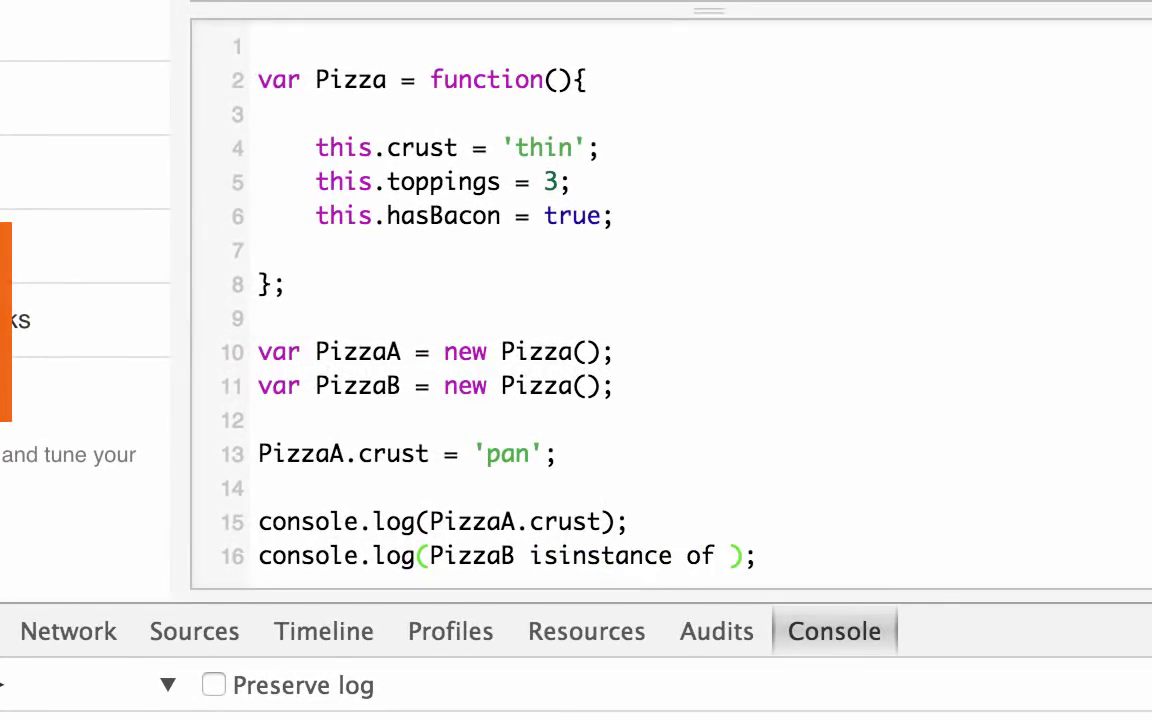 1
2 var Pizza = function(){
3
4 this.crust = 'thin';
5 this.toppings = 3;
6 this.hasBacon = true;
7
8 };
9
ks
10 var PizzaA = new Pizza();
11 var PizzaB = new Pizza();
12
and tune your
13 PizzaA.crust = 'pan';
14
15 console.log(PizzaA.crust);
16 console.log(PizzaB isinstance of );
Network Sources Timeline Profiles Resources Audits Console
Preserve log